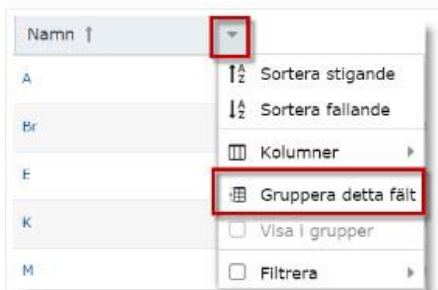 Namn ↑
A
Br
E
K
M
Sortera stigande
Sortera fallande
Kolumner
Gruppera detta fält
Visa i grupper
Filtrera